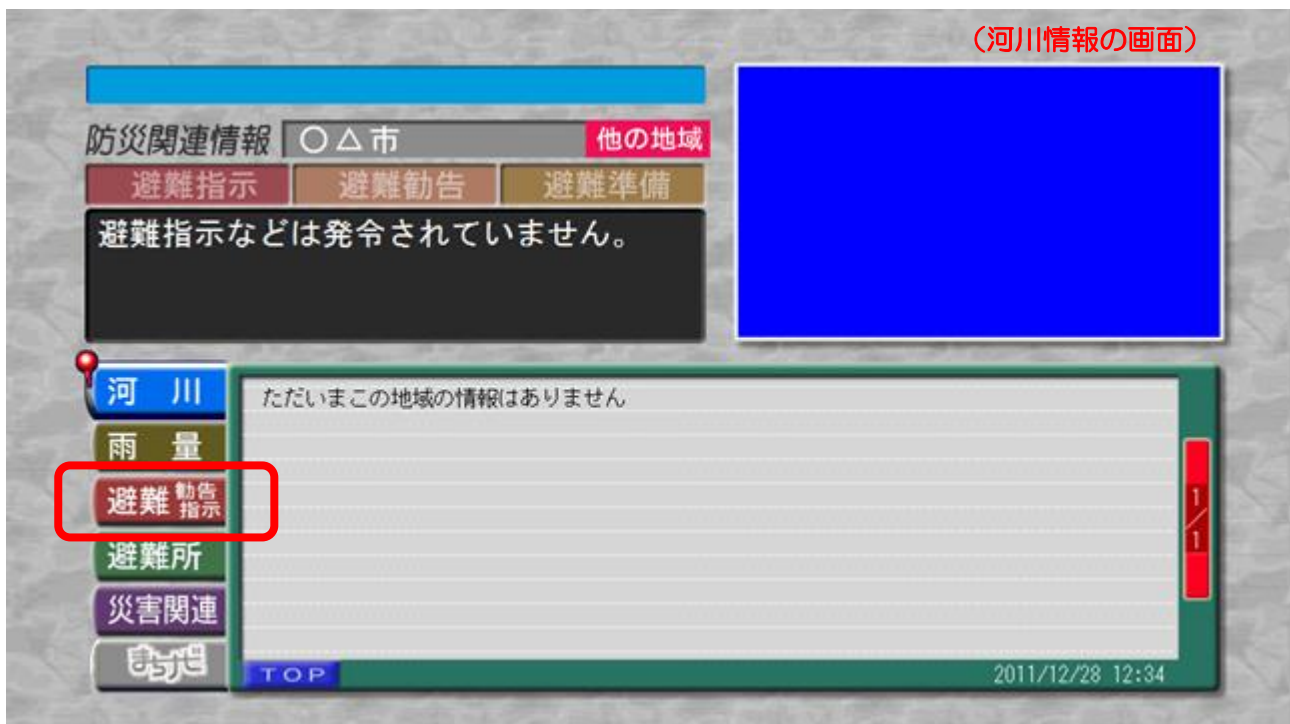 （河川情報の画面）
防災関連情報 ○△市 他の地域
避難指示 避難勧告 避難準備
避難指示などは発令されていません。
河 川
ただいまこの地域の情報はありません
雨 量
避難 勧告指示
避難所
災害関連
まちナビ
1/1
TOP
2011/12/28 12:34